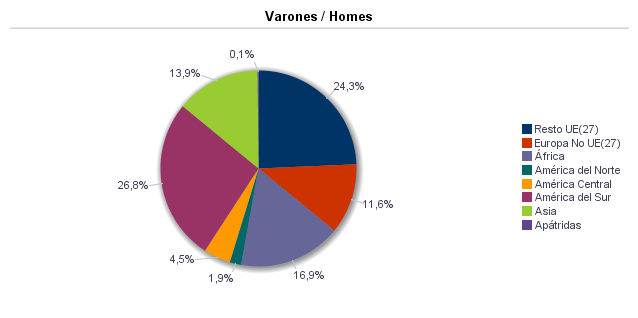 Varones / Homes
0,1%
13,9%
24,3%
26,8%
11,6%
4,5%
1,9%
16,9%
Resto UE(27)
Europa No UE(27)
África
América del Norte
América Central
América del Sur
Asia
Apátridas